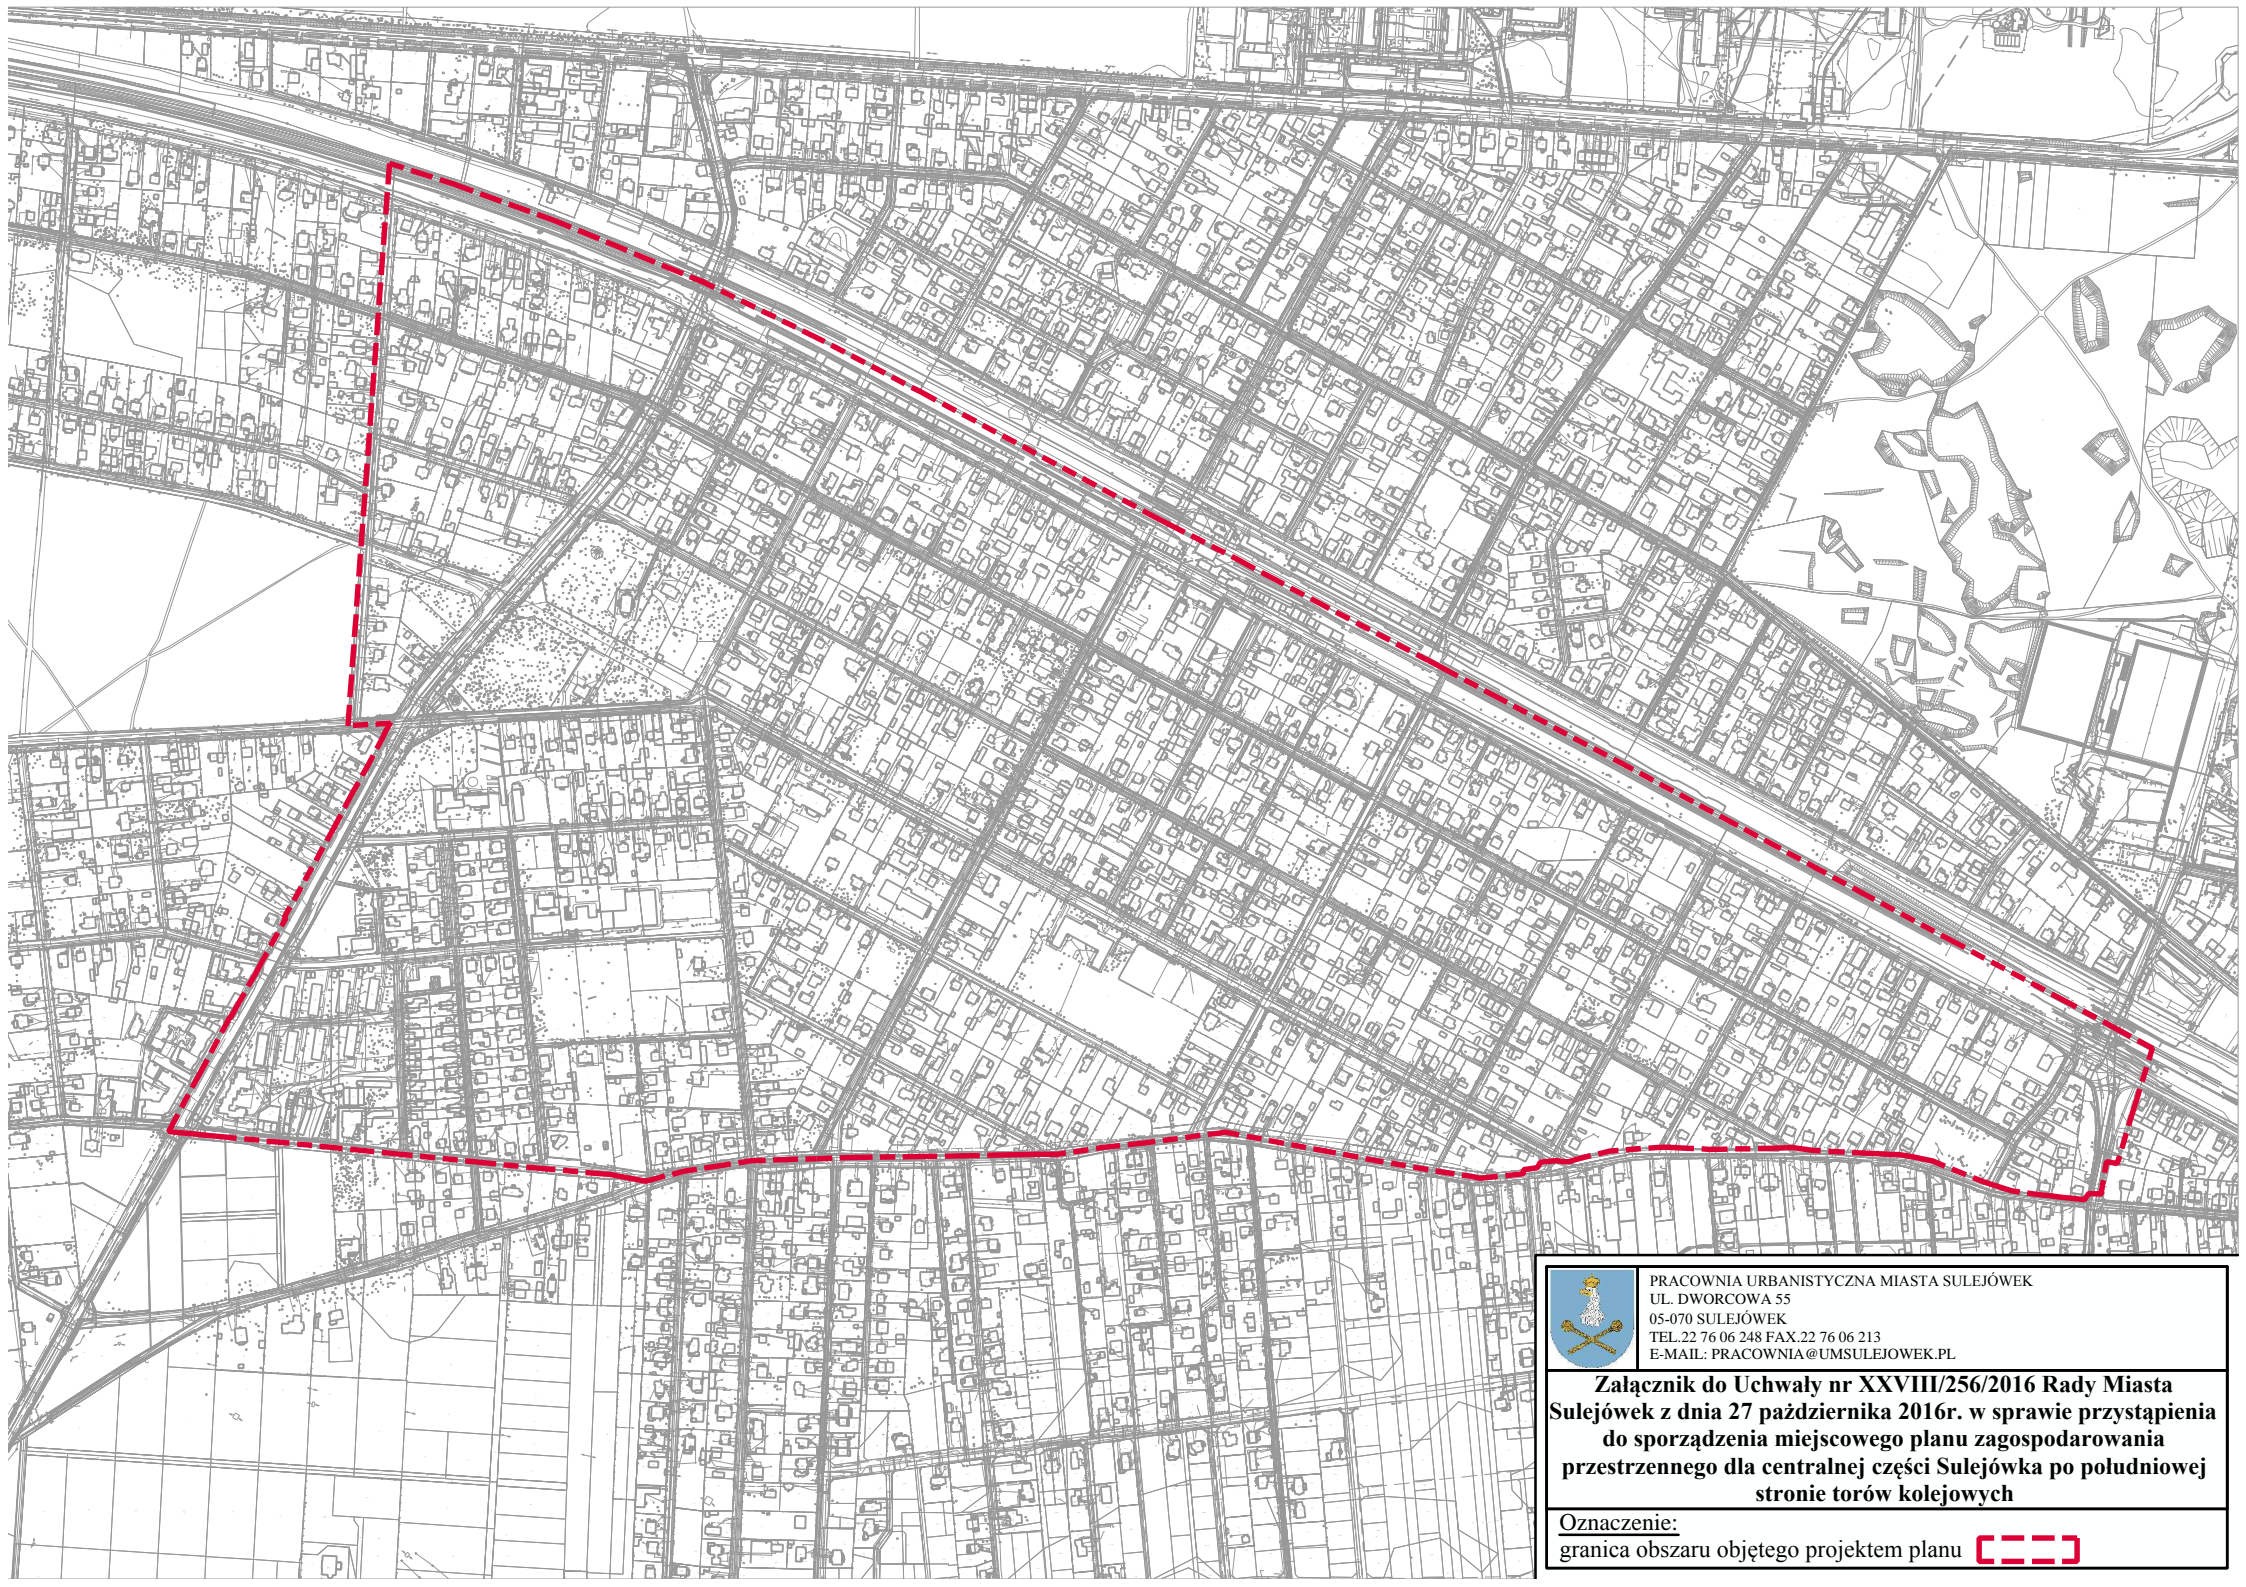 PRACOWNIA URBANISTYCZNA MIASTA SULEJÓWEK
UL. DWORCOWA 55
05-070 SULEJÓWEK
TEL.22 76 06 248 FAX.22 76 06 213
E-MAIL: PRACOWNIA@UMSULEJOWEK.PL
Załącznik do Uchwały nr XXVIII/256/2016 Rady Miasta
Sulejówek z dnia 27 października 2016r. w sprawie przystąpienia
do sporządzenia miejscowego planu zagospodarowania
przestrzennego dla centralnej części Sulejówka po południowej
stronie torów kolejowych
Oznaczenie:
granica obszaru objętego projektem planu